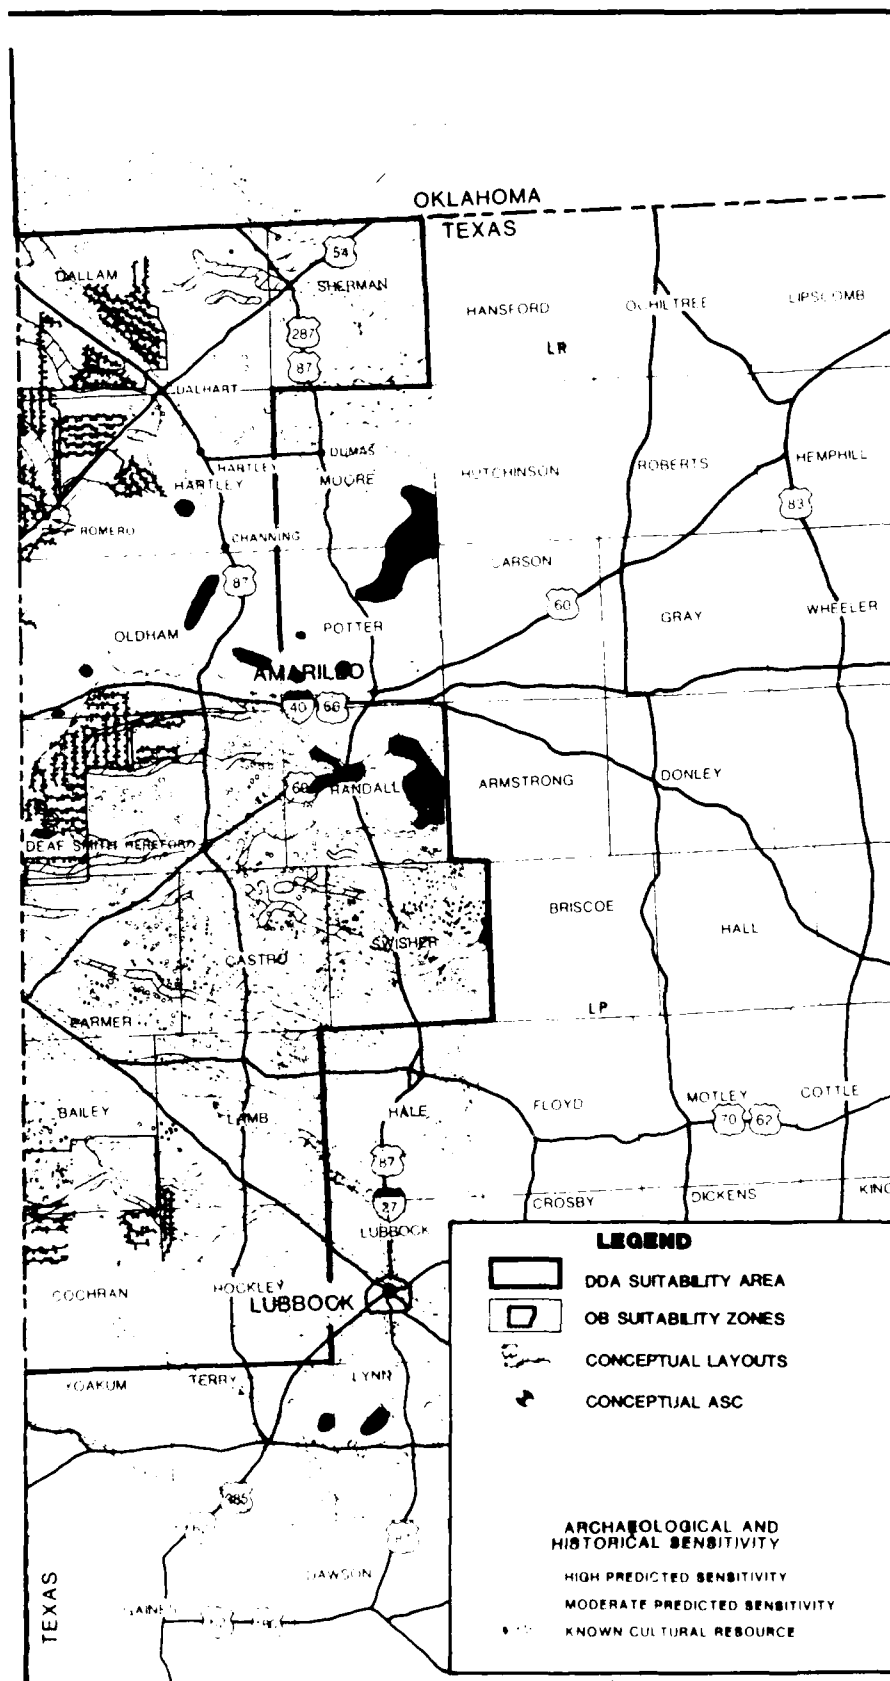 OKLAHOMA
TEXAS
54
DALLAM
SHERMAN
HANSFORD
OCHILTREE
LIPSCOMB
287
LR
87
DALHART
DUMAS
HARTLEY
HARTLEY
MOORE
HUTCHINSON
ROBERTS
HEMPHILL
83
ROMERO
CHANNING
CARSON
87
60
OLDHAM
POTTER
GRAY
WHEELER
AMARILLO
40
66
60
RANDALL
ARMSTRONG
DONLEY
DEAF SMITH
HEREFORD
BRISCOE
HALL
CASTRO
SWISHER
LP
PARMER
BAILEY
LAMB
HALE
FLOYD
MOTLEY
COTTLE
70
62
87
27
CROSBY
DICKENS
KING
LUBBOCK
COCHRAN
HOCKLEY
LUBBOCK
YOAKUM
TERRY
LYNN
385
87
DAWSON
GAINES
TEXAS
LEGEND
DDA SUITABILITY AREA
OB SUITABILITY ZONES
CONCEPTUAL LAYOUTS
CONCEPTUAL ASC
ARCHAEOLOGICAL AND
HISTORICAL SENSITIVITY
HIGH PREDICTED SENSITIVITY
MODERATE PREDICTED SENSITIVITY
KNOWN CULTURAL RESOURCE